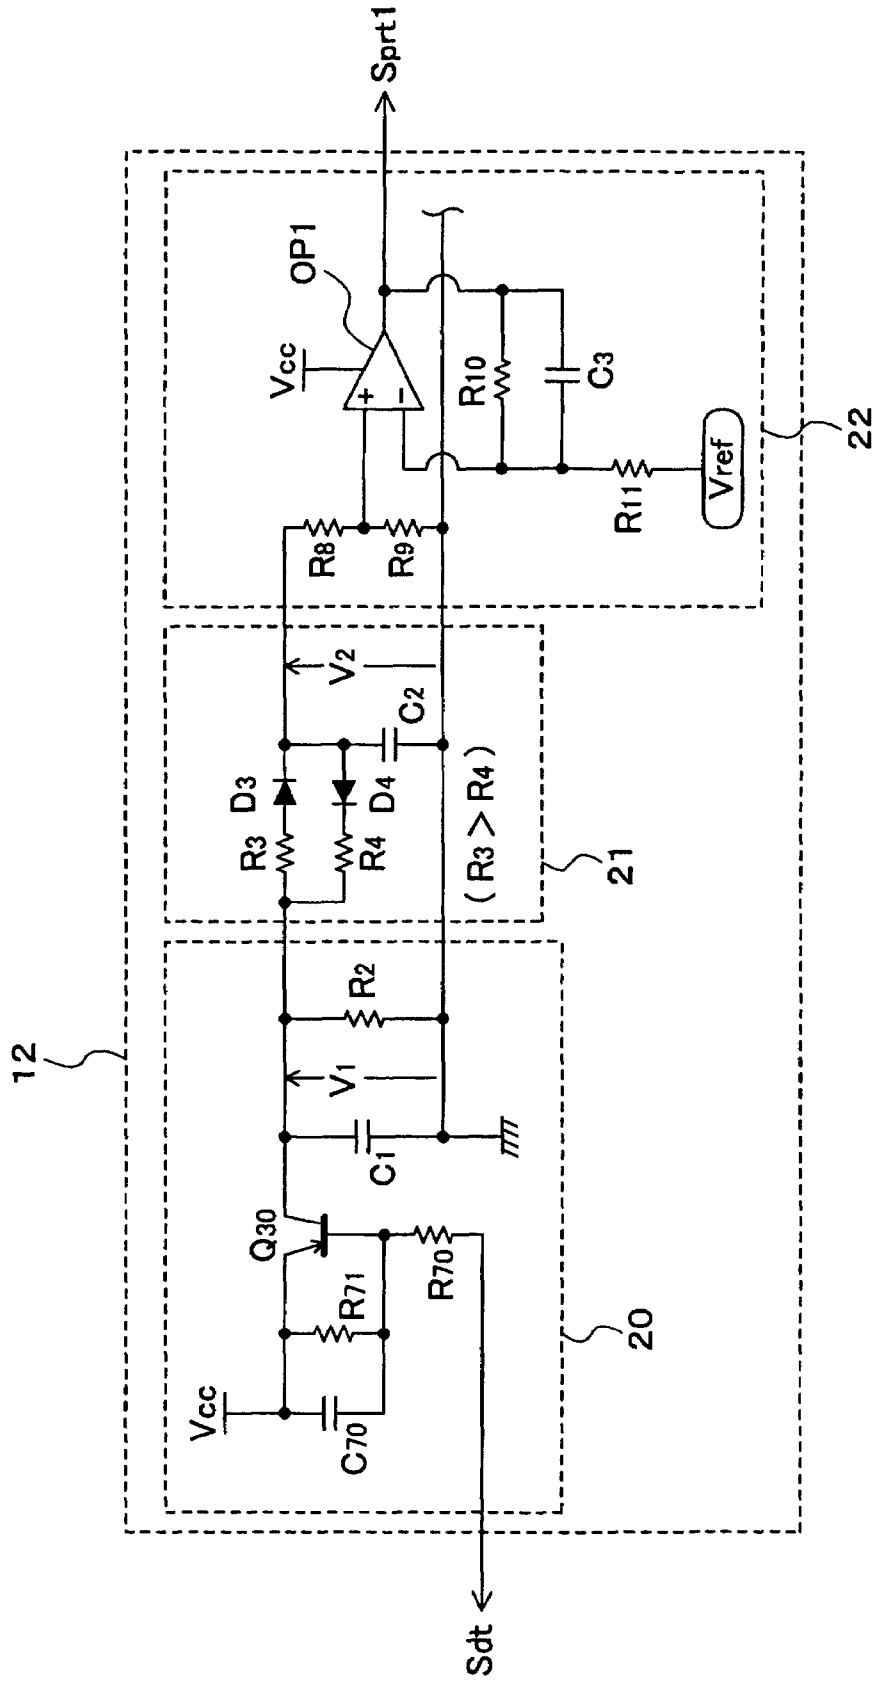 12
20
Vcc
C70
R71
Q30
R70
Sdt
C1
V1
R2
21
R3
D3
R4
D4
C2
V2
(R3 > R4)
22
R8
R9
Vcc
OP1
+
−
R10
C3
R11
Vref
Sprt1